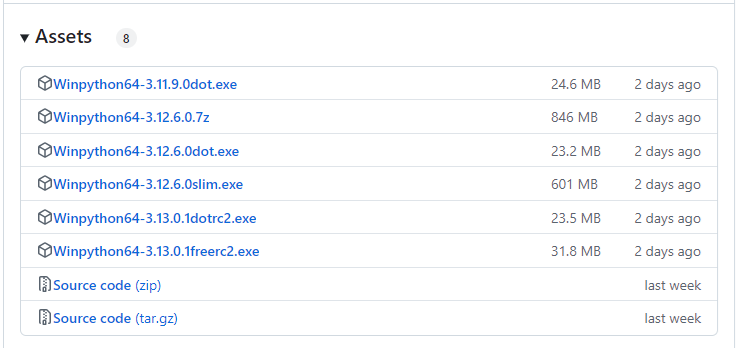 Assets 8
Winpython64-3.11.9.0dot.exe 24.6 MB 2 days ago
Winpython64-3.12.6.0.7z 846 MB 2 days ago
Winpython64-3.12.6.0dot.exe 23.2 MB 2 days ago
Winpython64-3.12.6.0slim.exe 601 MB 2 days ago
Winpython64-3.13.0.1dotrc2.exe 23.5 MB 2 days ago
Winpython64-3.13.0.1freerc2.exe 31.8 MB 2 days ago
Source code (zip) last week
Source code (tar.gz) last week